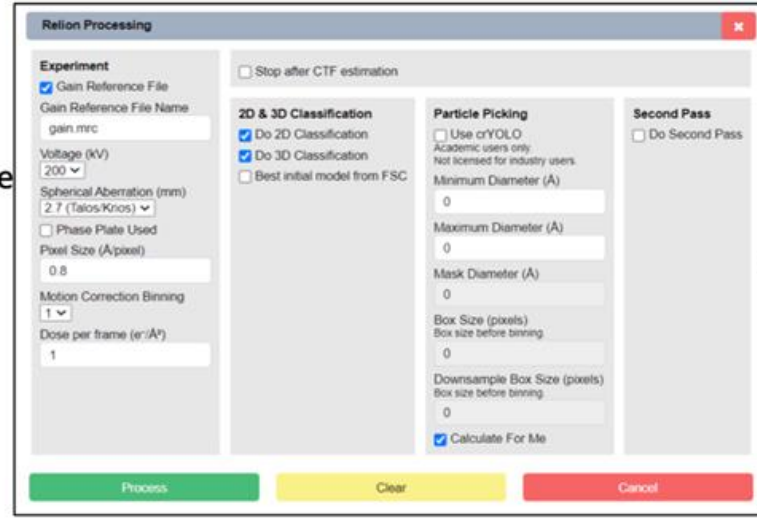 Relion Processing
×
e
Experiment
Gain Reference File
Gain Reference File Name
gain.mrc
Voltage (kV)
200
Spherical Aberration (mm)
2.7 (Talos/Krios)
Phase Plate Used
Pixel Size (Å/pixel)
0.8
Motion Correction Binning
1
Dose per frame (e⁻/Å²)
1
Stop after CTF estimation
2D & 3D Classification
Do 2D Classification
Do 3D Classification
Best initial model from FSC
Particle Picking
Use crYOLO
Academic users only.
Not licensed for industry users.
Minimum Diameter (Å)
0
Maximum Diameter (Å)
0
Mask Diameter (Å)
0
Box Size (pixels)
Box size before binning.
0
Downsample Box Size (pixels)
Box size before binning.
0
Calculate For Me
Second Pass
Do Second Pass
Process
Clear
Cancel